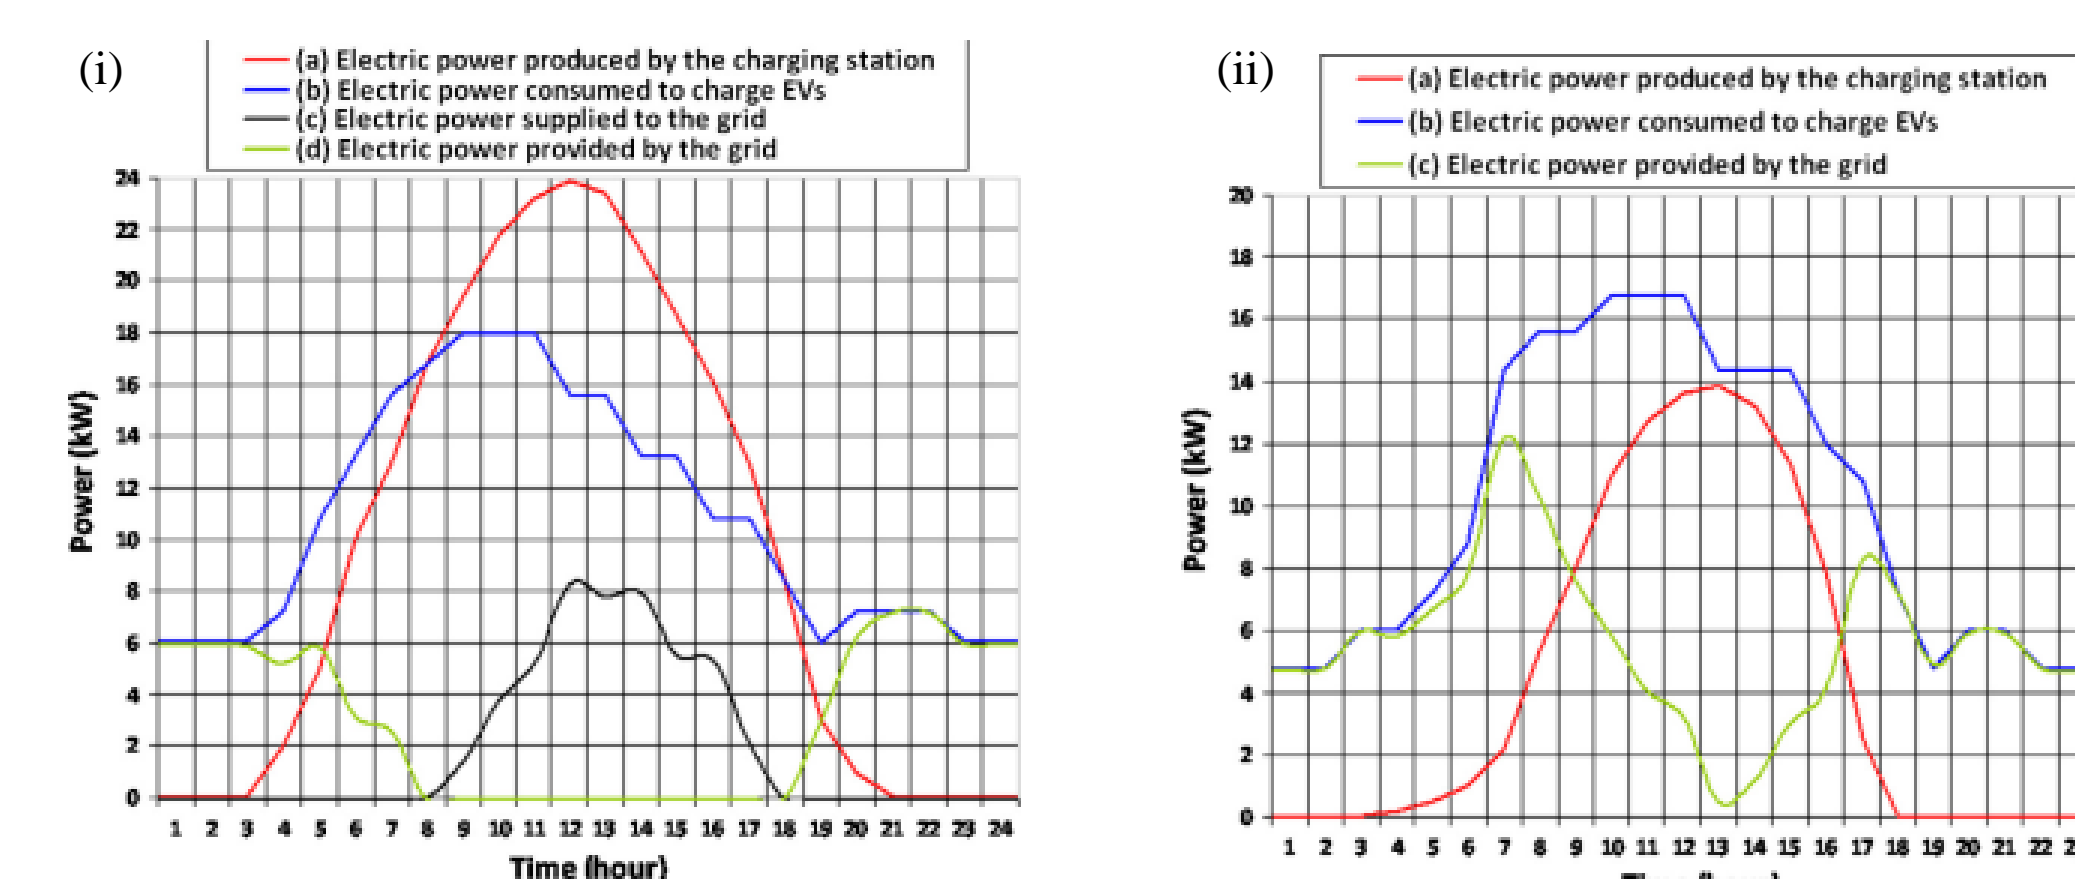 (i)
(a) Electric power produced by the charging station
(b) Electric power consumed to charge EVs
(c) Electric power supplied to the grid
(d) Electric power provided by the grid
24
22
20
18
16
14
12
10
8
6
4
2
0
Power (kW)
1 2 3 4 5 6 7 8 9 10 11 12 13 14 15 16 17 18 19 20 21 22 23 24
Time (hour)
(ii)
(a) Electric power produced by the charging station
(b) Electric power consumed to charge EVs
(c) Electric power provided by the grid
20
18
16
14
12
10
8
6
4
2
0
Power (kW)
1 2 3 4 5 6 7 8 9 10 11 12 13 14 15 16 17 18 19 20 21 22